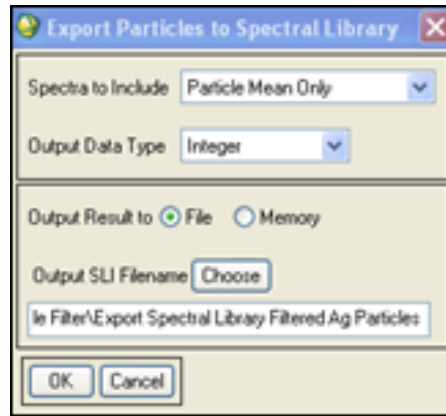 Export Particles to Spectral Library
Spectra to Include Particle Mean Only
Output Data Type Integer
Output Result to File Memory
Output SLI Filename Choose
le Filter\Export Spectral Library Filtered Ag Particles
OK Cancel